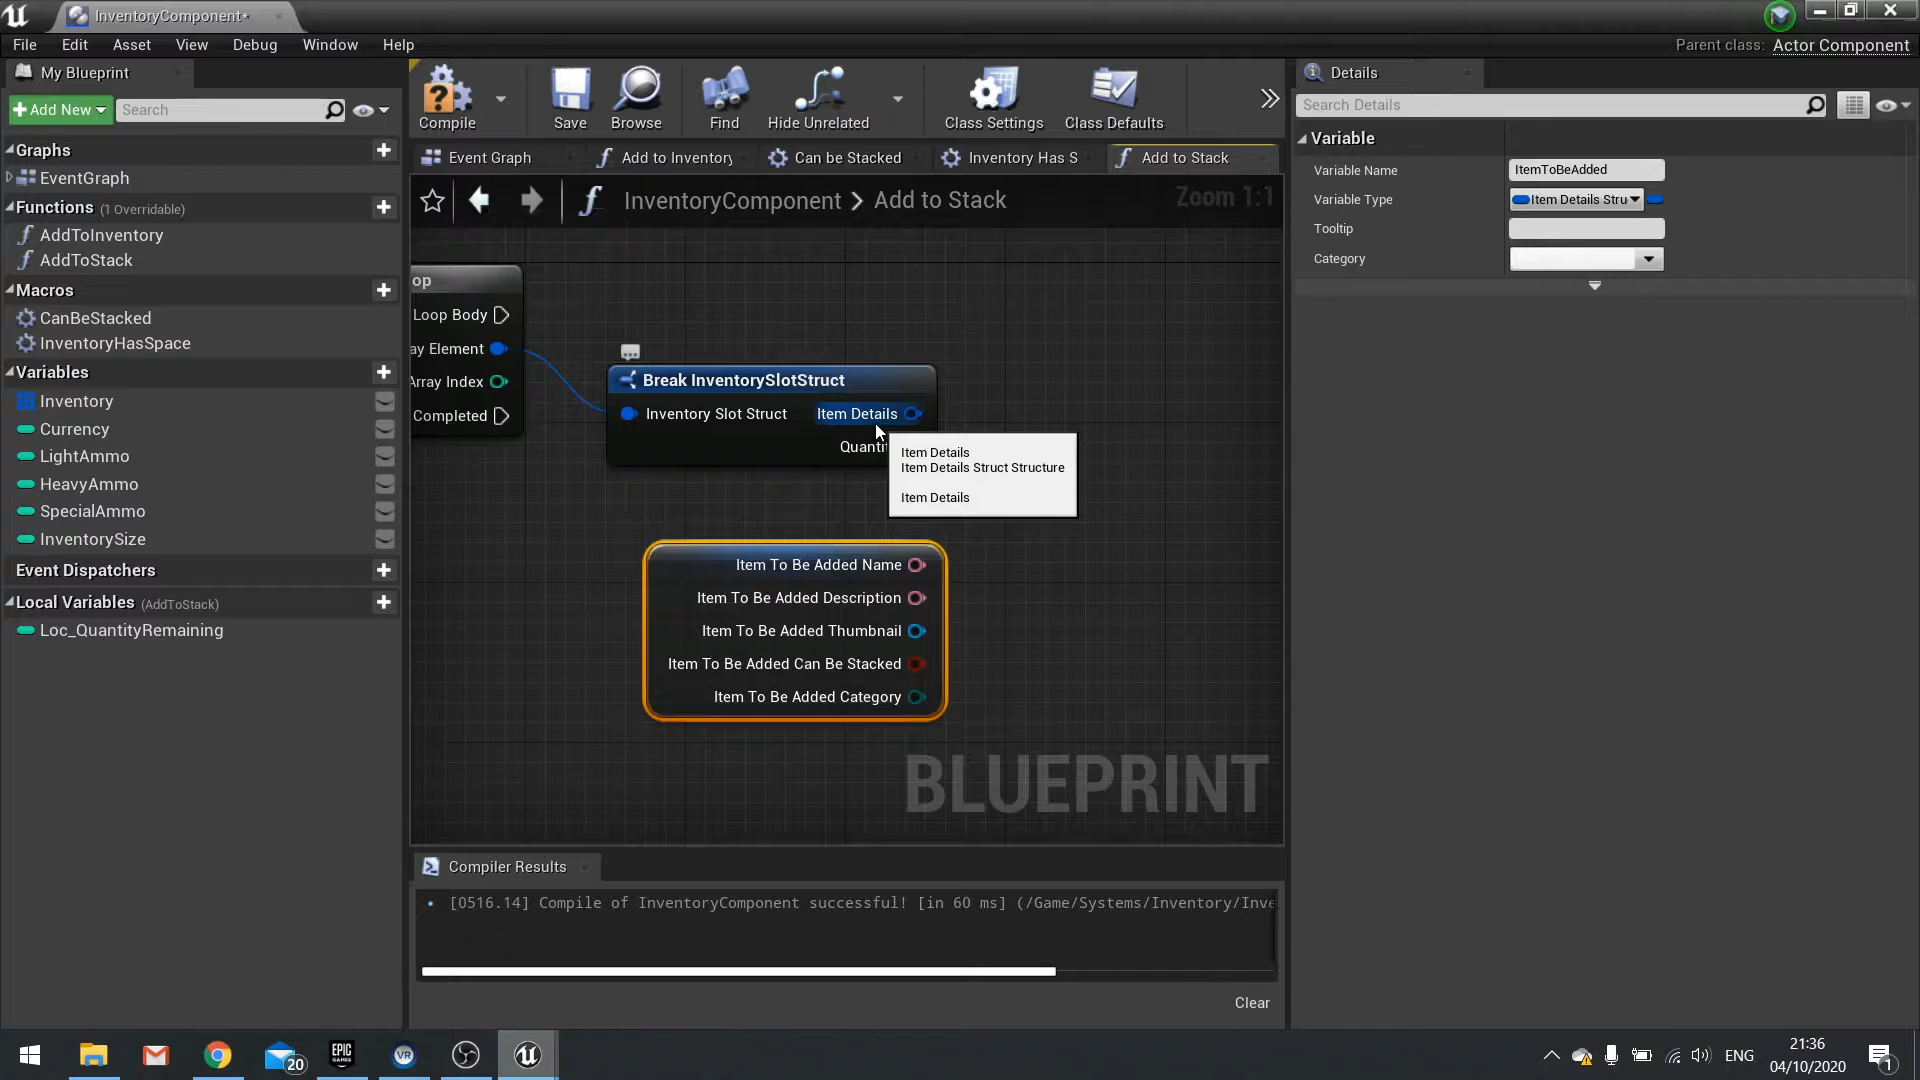 InventoryComponent*
File Edit Asset View Debug Window Help
Parent class: Actor Component
My Blueprint
Add New
Search
Graphs
EventGraph
Functions (1 Overridable)
AddToInventory
AddToStack
Macros
CanBeStacked
InventoryHasSpace
Variables
Inventory
Currency
LightAmmo
HeavyAmmo
SpecialAmmo
InventorySize
Event Dispatchers
Local Variables (AddToStack)
Loc_QuantityRemaining
Compile
Save
Browse
Find
Hide Unrelated
Class Settings
Class Defaults
Event Graph
Add to Inventory
Can be Stacked
Inventory Has S
Add to Stack
InventoryComponent > Add to Stack
Zoom 1:1
op
Loop Body
ay Element
Array Index
Completed
Break InventorySlotStruct
Inventory Slot Struct
Item Details
Quantit
Item Details
Item Details Struct Structure
Item Details
Item To Be Added Name
Item To Be Added Description
Item To Be Added Thumbnail
Item To Be Added Can Be Stacked
Item To Be Added Category
BLUEPRINT
Compiler Results
[0516.14] Compile of InventoryComponent successful! [in 60 ms] (/Game/Systems/Inventory/Inve
Clear
Details
Search Details
Variable
Variable Name
ItemToBeAdded
Variable Type
Item Details Stru
Tooltip
Category
20
EPIC
GAMES
VR
ENG
21:36
04/10/2020
1